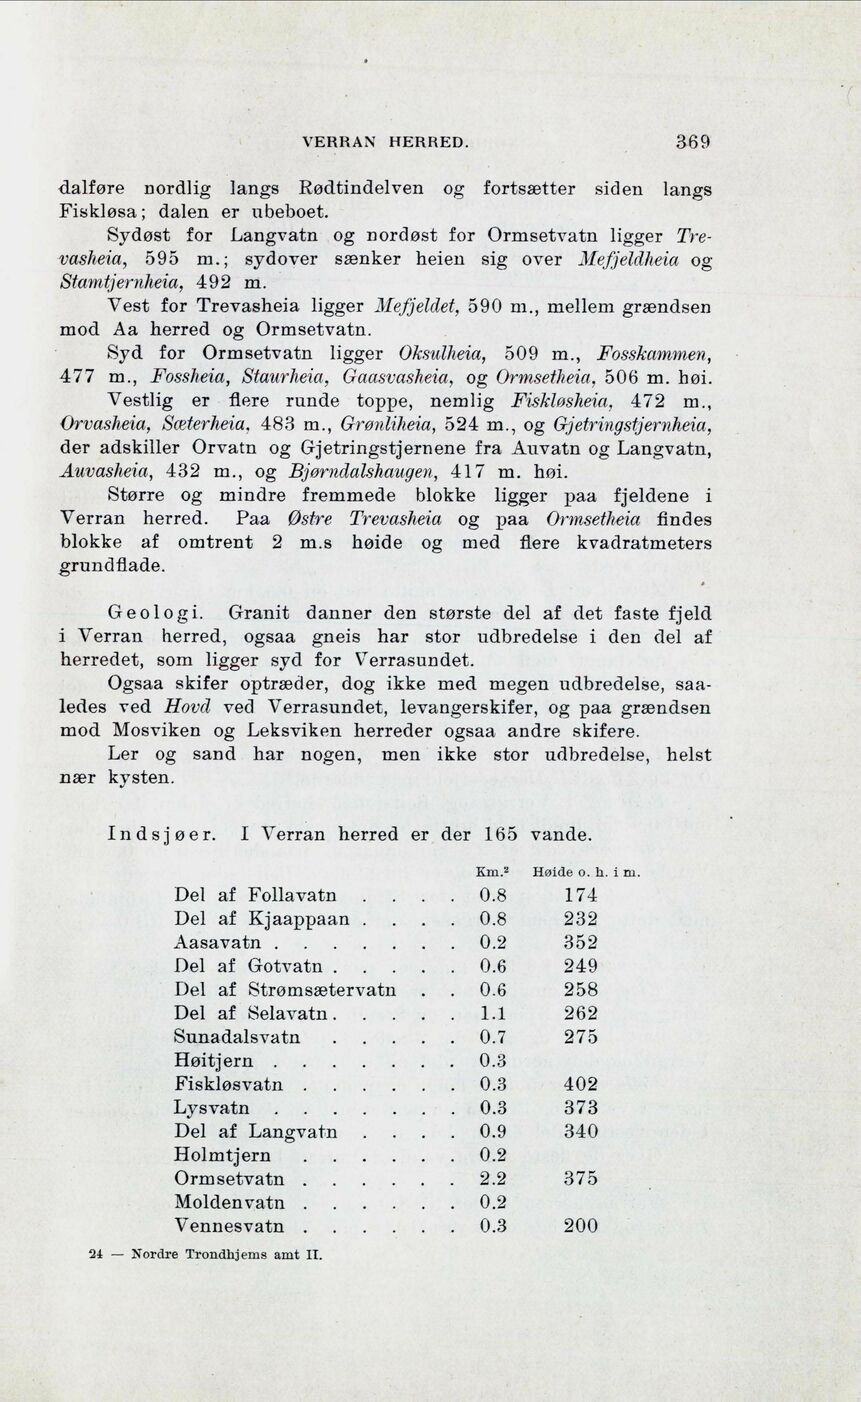 VERRAN HERRED. 369
dalføre nordlig langs Rødtindelven og fortsætter siden langs
Fiskløsa; dalen er ubeboet.
Sydøst for Langvatn og nordøst for Ormsetvatn ligger Tre-
vasheia, 595 m.; sydover sænker heien sig over Mefjeldheia og
Stamtjernheia, 492 m.
Vest for Trevasheia ligger Mefjeldet, 590 m., mellem grændsen
mod Aa herred og Ormsetvatn.
Syd for Ormsetvatn ligger Oksulheia, 509 m., Fosskammen,
477 m., Fossheia, Staurheia, Gaasvasheia, og Ormsetheia, 506 m. høi.
Vestlig er flere runde toppe, nemlig Fiskløsheia, 472 m.,
Orvasheia, Sæterheia, 483 m., Grønliheia, 524 m., og Gjetringstjernheia,
der adskiller Orvatn og Gjetringstjernene fra Auvatn og Langvatn,
Auvasheia, 432 m., og Bjørndalshaugen, 417 m. høi.
Større og mindre fremmede blokke ligger paa fjeldene i
Verran herred. Paa Østre Trevasheia og paa Ormsetheia findes
blokke af omtrent 2 m.s høide og med flere kvadratmeters
grundflade.
Geologi. Granit danner den største del af det faste fjeld
i Verran herred, ogsaa gneis har stor udbredelse i den del af
herredet, som ligger syd for Verrasundet.
Ogsaa skifer optræder, dog ikke med megen udbredelse, saa-
ledes ved Hovd ved Verrasundet, levangerskifer, og paa grændsen
mod Mosviken og Leksviken herreder ogsaa andre skifere.
Ler og sand har nogen, men ikke stor udbredelse, helst
nær kysten.
Indsjøer. I Verran herred er der 165 vande.
Km.² Høide o. h. i m.
Del af Follavatn . . . . 0.8 174
Del af Kjaappaan . . . . 0.8 232
Aasavatn . . . . . . . 0.2 352
Del af Gotvatn . . . . . 0.6 249
Del af Strømsætervatn . . 0.6 258
Del af Selavatn . . . . . 1.1 262
Sunadalsvatn . . . . . 0.7 275
Høitjern . . . . . . . 0.3
Fiskløsvatn . . . . . . 0.3 402
Lysvatn . . . . . . . 0.3 373
Del af Langvatn . . . . 0.9 340
Holmtjern . . . . . . 0.2
Ormsetvatn . . . . . . 2.2 375
Moldenvatn . . . . . . 0.2
Vennesvatn . . . . . . 0.3 200
24 — Nordre Trondhjems amt II.